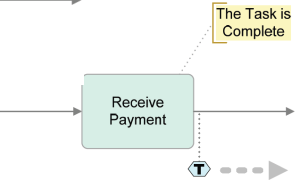 The Task is
Complete
Receive
Payment
T